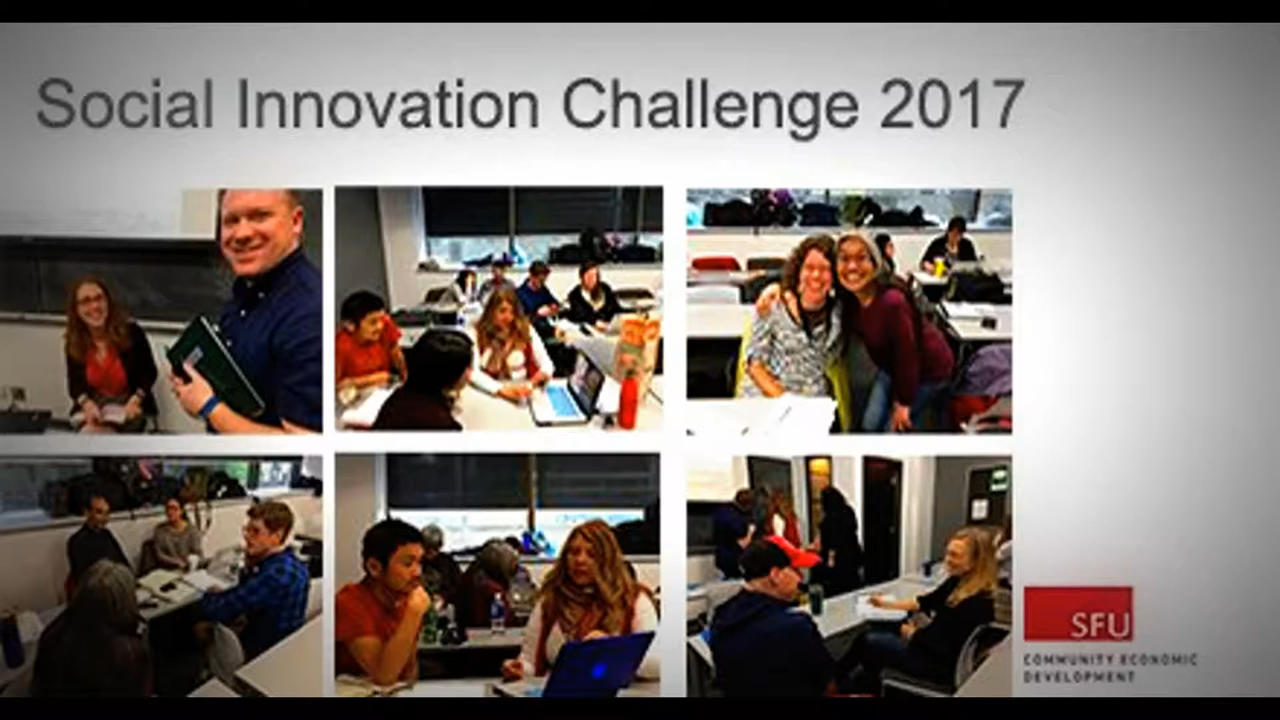 Social Innovation Challenge 2017
SFU
COMMUNITY ECONOMIC
DEVELOPMENT